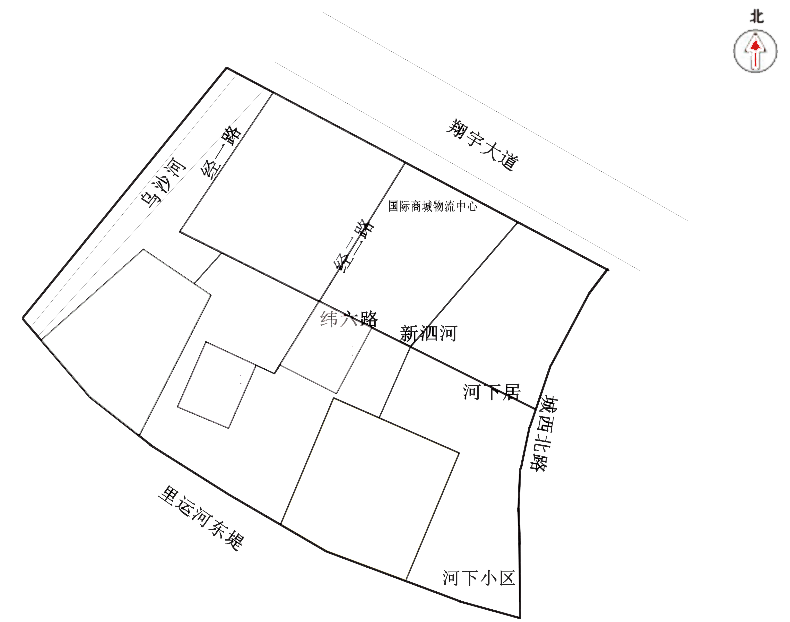 北
翔宇大道
经一路
乌沙河
国际商城物流中心
经二路
纬六路
新泗河
河下居
城西北路
里运河东堤
河下小区